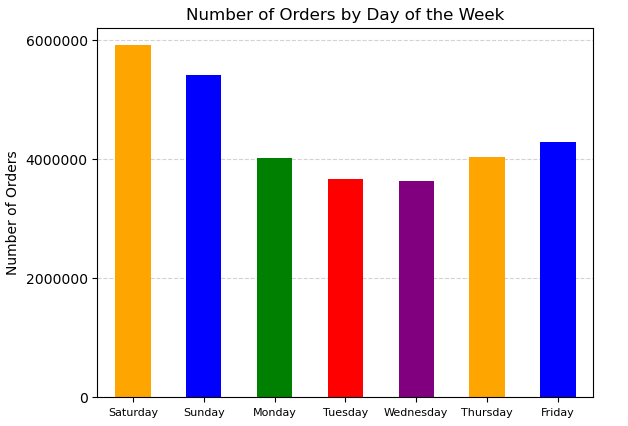 Number of Orders by Day of the Week
Number of Orders
6000000
4000000
2000000
0
Saturday Sunday Monday Tuesday Wednesday Thursday Friday